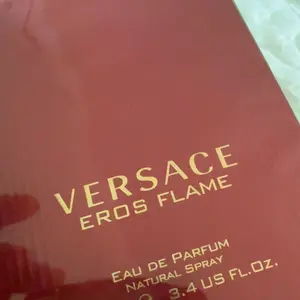 VERSACE
EROS FLAME
EAU DE PARFUM
NATURAL SPRAY
℮ 3.4 US FL.OZ.